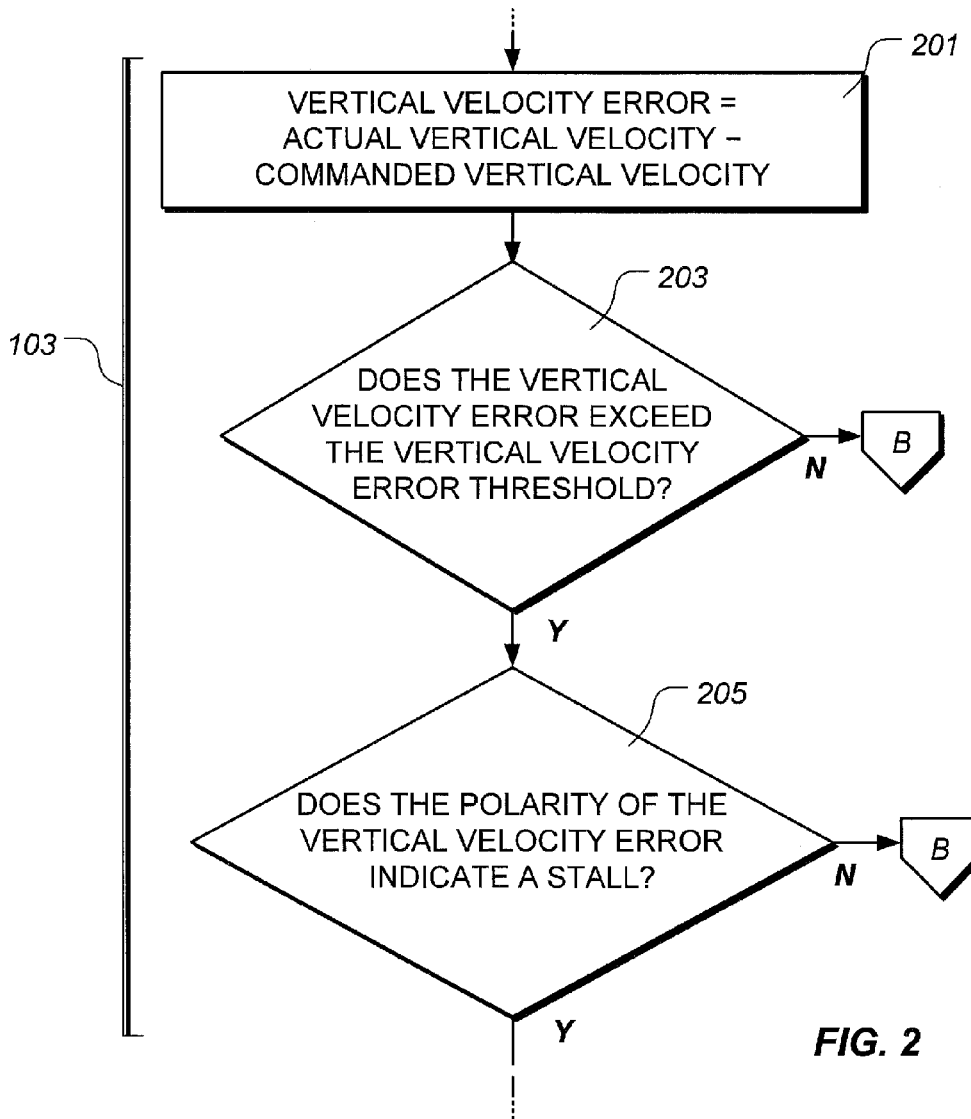 201
VERTICAL VELOCITY ERROR =
ACTUAL VERTICAL VELOCITY –
COMMANDED VERTICAL VELOCITY
203
103
DOES THE VERTICAL
VELOCITY ERROR EXCEED
THE VERTICAL VELOCITY
ERROR THRESHOLD?
N
B
Y
205
DOES THE POLARITY OF THE
VERTICAL VELOCITY ERROR
INDICATE A STALL?
N
B
Y
FIG. 2